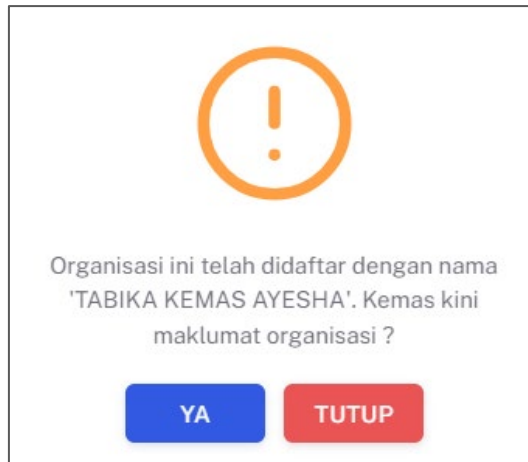 Organisasi ini telah didaftar dengan nama
'TABIKA KEMAS AYESHA'. Kemas kini
maklumat organisasi ?
YA
TUTUP